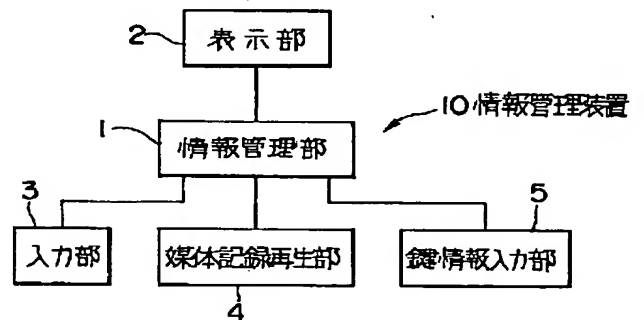 2 表示部
10 情報管理装置
1 情報管理部
3
5
入力部 媒体記録再生部 鍵情報入力部
4